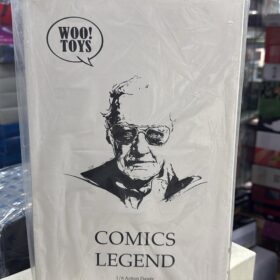 WOO!
TOYS
COMICS
LEGEND
1/6 Action Figure